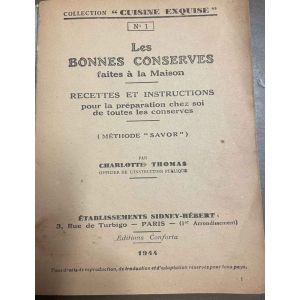 COLLECTION "CUISINE EXQUISE"
N° 1
Les
BONNES CONSERVES
faites à la Maison
RECETTES ET INSTRUCTIONS
pour la préparation chez soi
de toutes les conserves
(MÉTHODE "SAVOR")
PAR
CHARLOTTE THOMAS
OFFICIER DE L'INSTRUCTION PUBLIQUE
ÉTABLISSEMENTS SIDNEY-HÉBERT
3, Rue de Turbigo — PARIS — (1er Arrondissement)
Editions Conforta
1944
Tous droits de reproduction, de traduction et d'adaptation réservés pour tous pays.
1